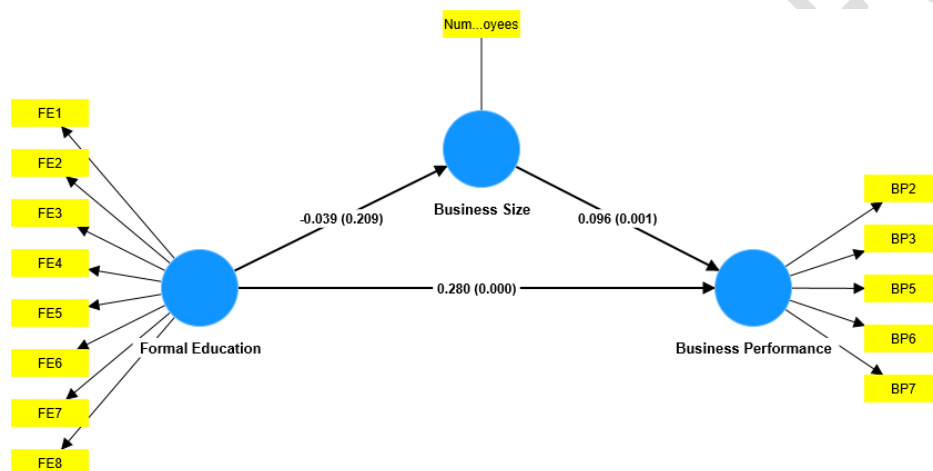 Num...oyees
FE1
FE2
FE3
FE4
FE5
FE6
FE7
FE8
-0.039 (0.209)
Business Size
0.096 (0.001)
0.280 (0.000)
Formal Education
Business Performance
BP2
BP3
BP5
BP6
BP7